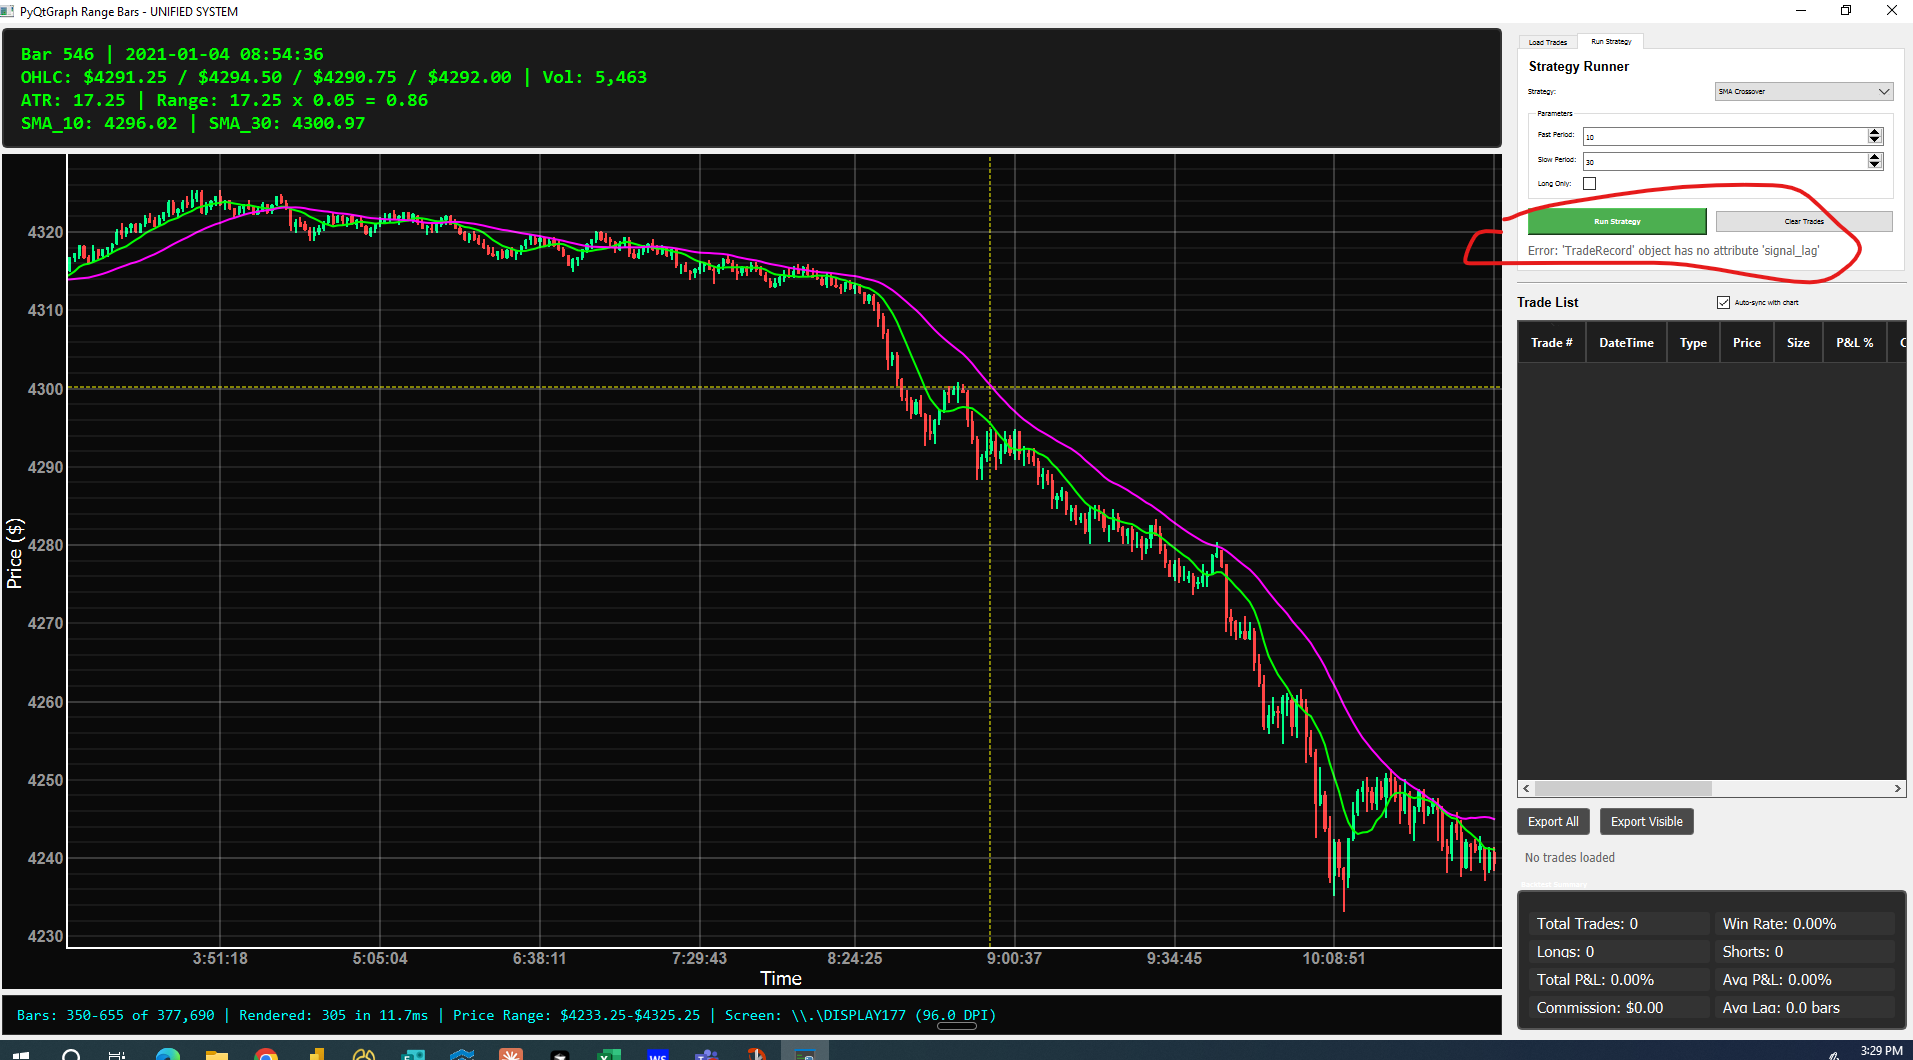 PyQtGraph Range Bars - UNIFIED SYSTEM
Bar 546 | 2021-01-04 08:54:36
OHLC: $4291.25 / $4294.50 / $4290.75 / $4292.00 | Vol: 5,463
ATR: 17.25 | Range: 17.25 x 0.05 = 0.86
SMA_10: 4296.02 | SMA_30: 4300.97
4320
4310
4300
4290
4280
4270
4260
4250
4240
4230
Price ($)
3:51:18 5:05:04 6:38:11 7:29:43 8:24:25 9:00:37 9:34:45 10:08:51
Time
Bars: 350-655 of 377,690 | Rendered: 305 in 11.7ms | Price Range: $4233.25-$4325.25 | Screen: \\.\DISPLAY177 (96.0 DPI)
Load Trades Run Strategy
Strategy Runner
Strategy: SMA Crossover
Parameters
Fast Period: 10
Slow Period: 30
Long Only:
Run Strategy Clear Trades
Error: 'TradeRecord' object has no attribute 'signal_lag'
Trade List Auto-sync with chart
Trade # DateTime Type Price Size P&L %
Export All Export Visible
No trades loaded
Total Trades: 0 Win Rate: 0.00%
Longs: 0 Shorts: 0
Total P&L: 0.00% Avg P&L: 0.00%
Commission: $0.00 Avg Lag: 0.0 bars
3:29 PM